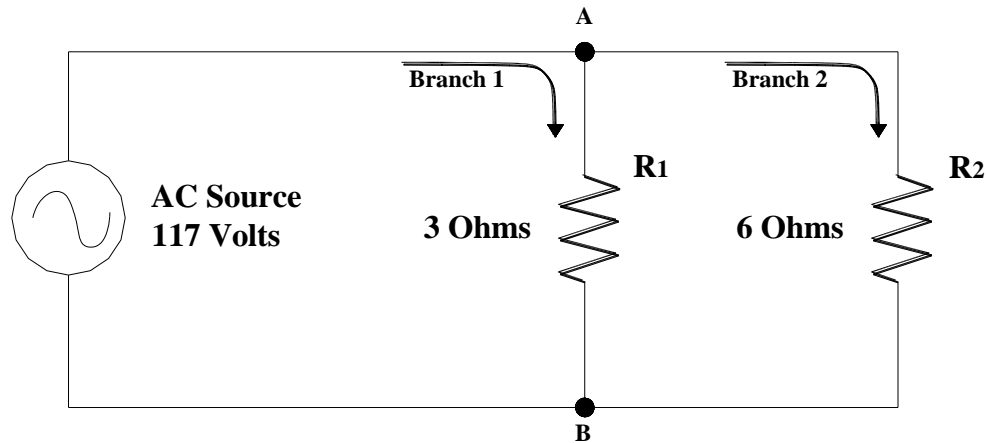 A
Branch 1
Branch 2
R1
R2
AC Source
117 Volts
3 Ohms
6 Ohms
B